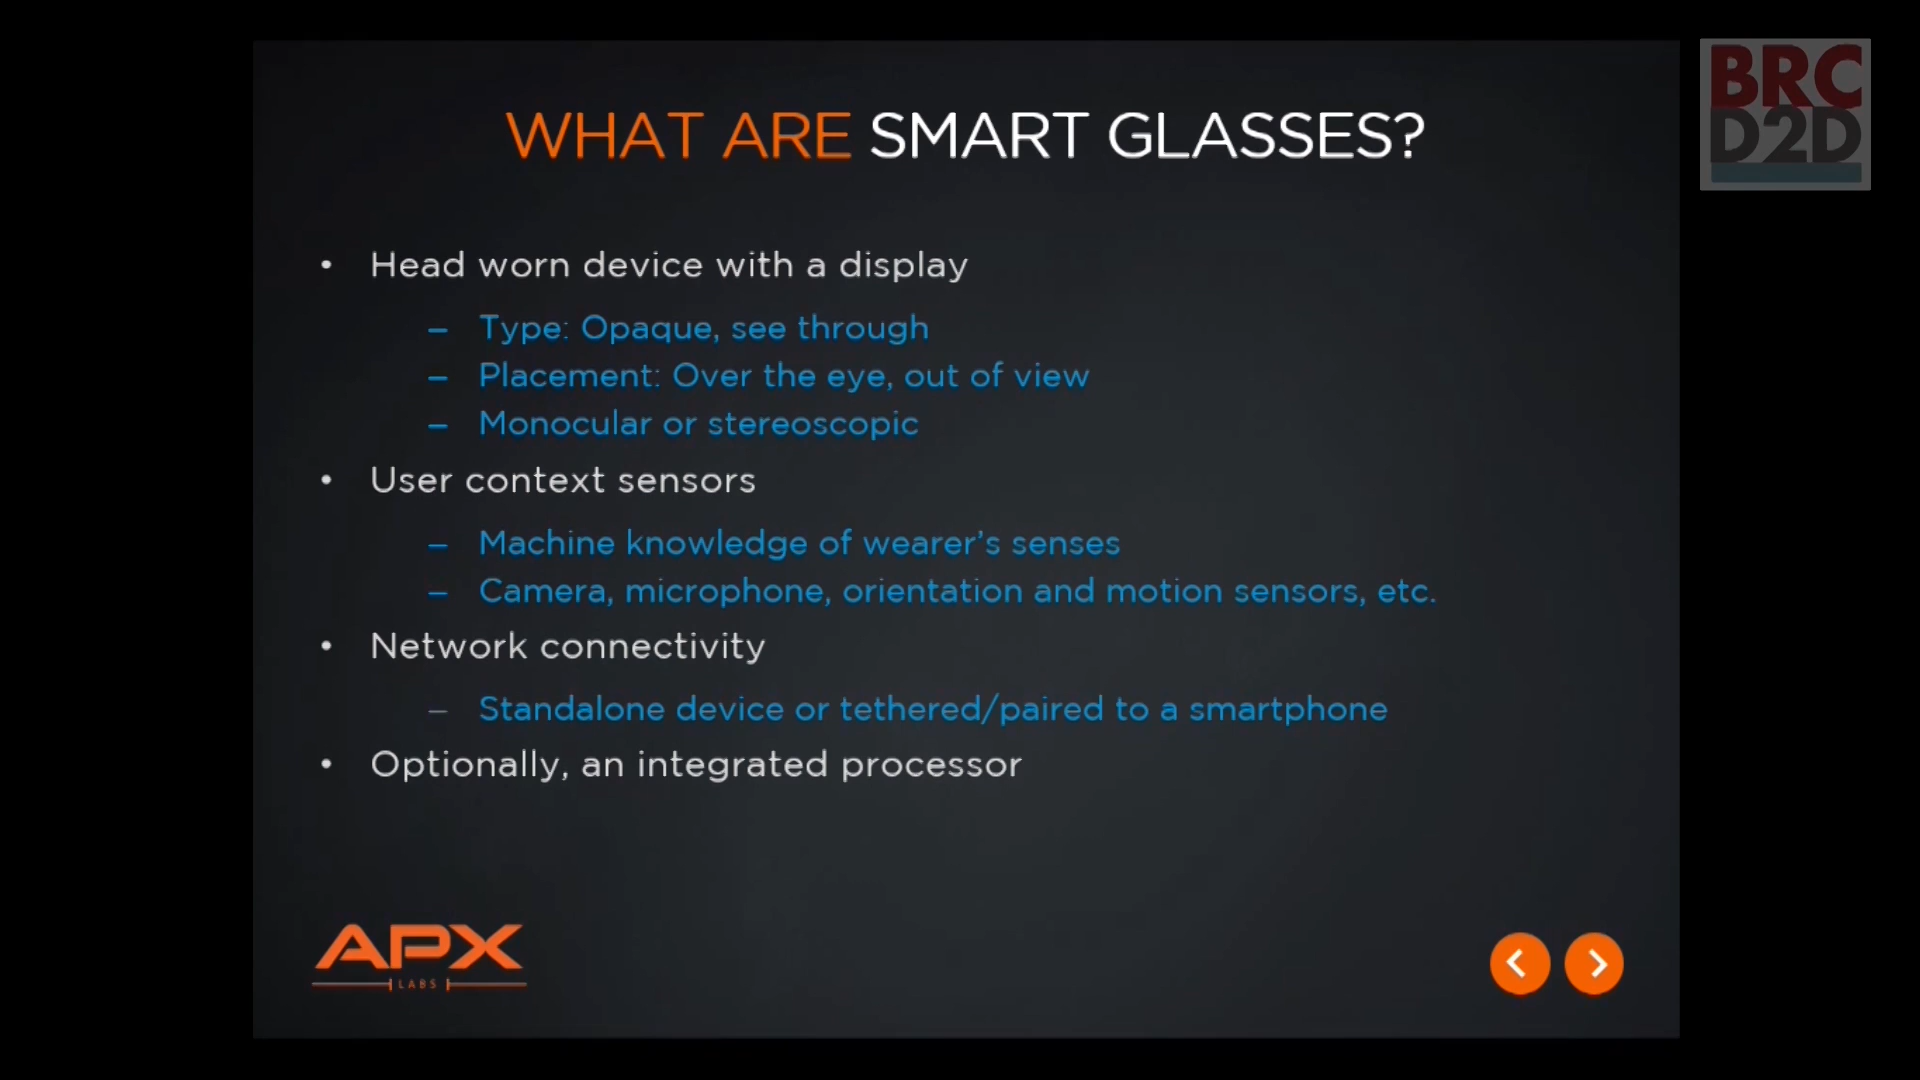 BRC
D2D
WHAT ARE SMART GLASSES?
• Head worn device with a display
– Type: Opaque, see through
– Placement: Over the eye, out of view
– Monocular or stereoscopic
• User context sensors
– Machine knowledge of wearer’s senses
– Camera, microphone, orientation and motion sensors, etc.
• Network connectivity
– Standalone device or tethered/paired to a smartphone
• Optionally, an integrated processor
APX
LABS